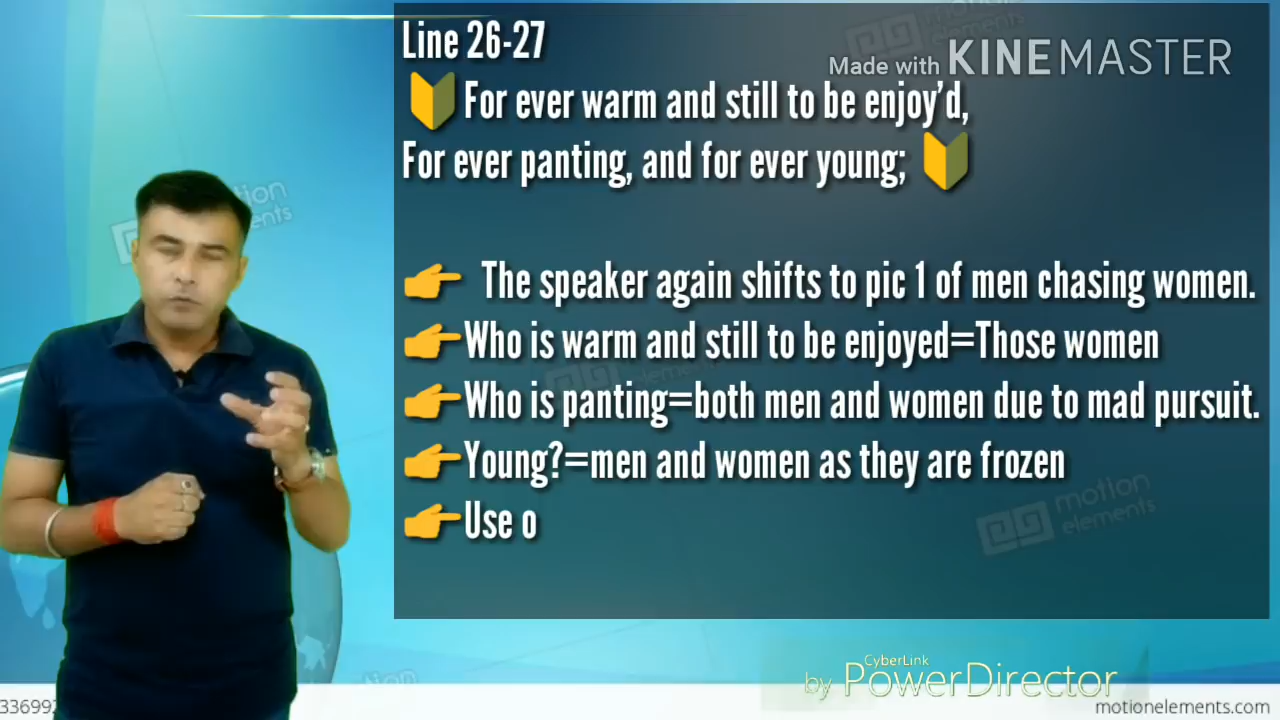 Line 26-27
Made with KINEMASTER
🔰For ever warm and still to be enjoy'd,
For ever panting, and for ever young; 🔰
👉 The speaker again shifts to pic 1 of men chasing women.
👉Who is warm and still to be enjoyed=Those women
👉Who is panting=both men and women due to mad pursuit.
👉Young?=men and women as they are frozen
👉Use o
motion elements
CyberLink
by PowerDirector
motionelements.com